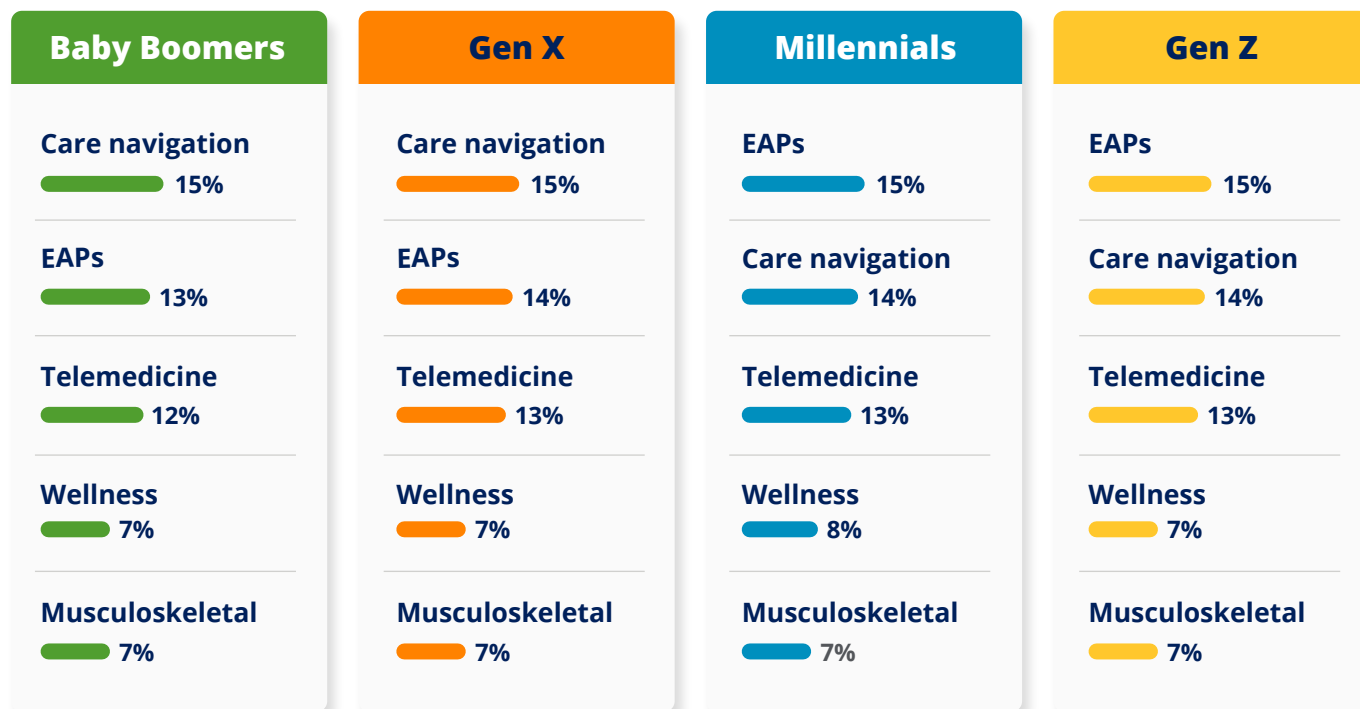 Baby Boomers
Care navigation
15%
EAPs
13%
Telemedicine
12%
Wellness
7%
Musculoskeletal
7%
Gen X
Care navigation
15%
EAPs
14%
Telemedicine
13%
Wellness
7%
Musculoskeletal
7%
Millennials
EAPs
15%
Care navigation
14%
Telemedicine
13%
Wellness
8%
Musculoskeletal
7%
Gen Z
EAPs
15%
Care navigation
14%
Telemedicine
13%
Wellness
7%
Musculoskeletal
7%